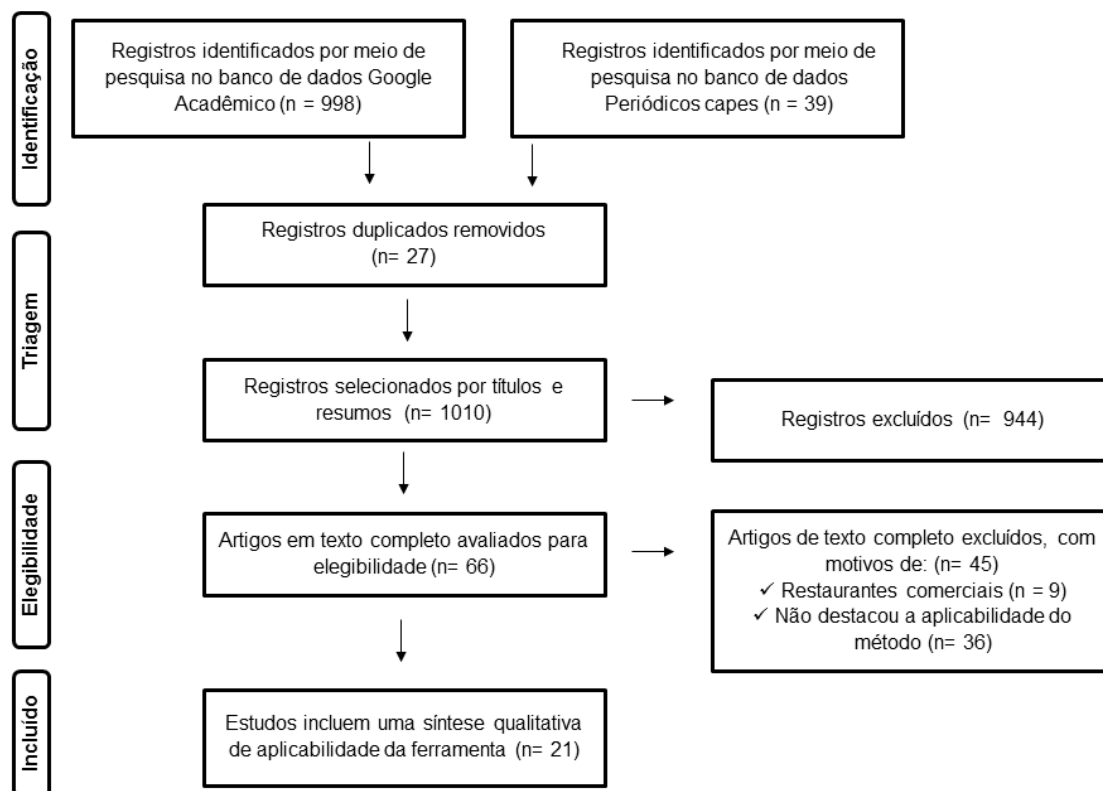 Identificação
Registros identificados por meio de
pesquisa no banco de dados Google
Acadêmico (n = 998)
Registros identificados por meio de
pesquisa no banco de dados
Periódicos capes (n = 39)
Triagem
Registros duplicados removidos
(n= 27)
Registros selecionados por títulos e
resumos (n= 1010)
Registros excluídos (n= 944)
Elegibilidade
Artigos em texto completo avaliados para
elegibilidade (n= 66)
Artigos de texto completo excluídos, com
motivos de: (n= 45)
✓ Restaurantes comerciais (n = 9)
✓ Não destacou a aplicabilidade do
método (n= 36)
Incluído
Estudos incluem uma síntese qualitativa
de aplicabilidade da ferramenta (n= 21)